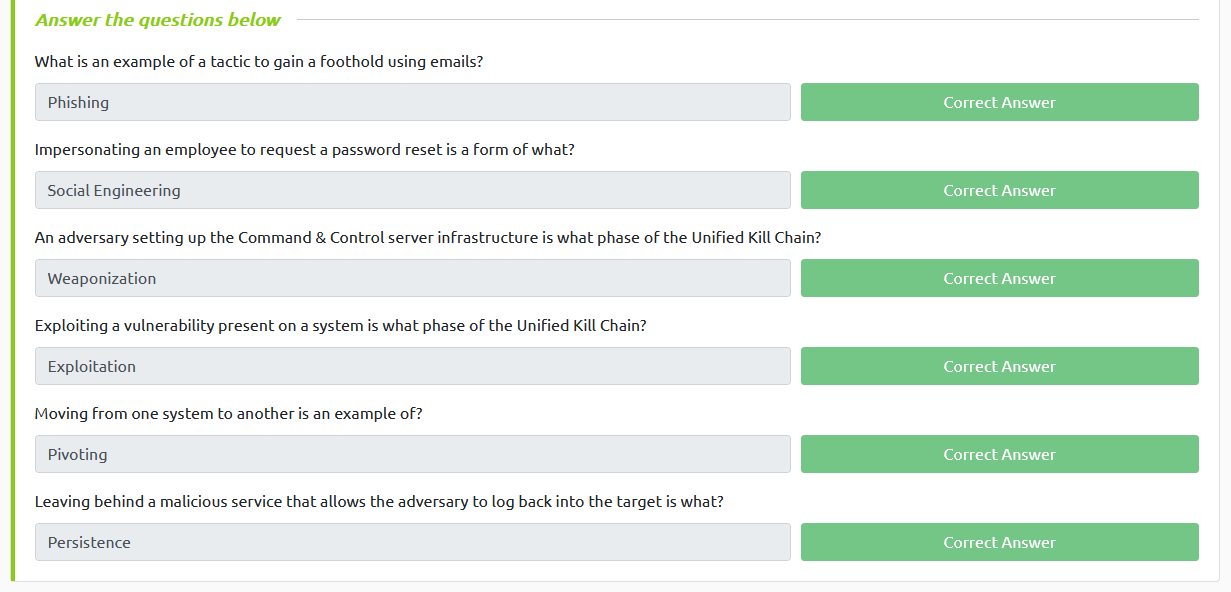 Answer the questions below
What is an example of a tactic to gain a foothold using emails?
Phishing
Correct Answer
Impersonating an employee to request a password reset is a form of what?
Social Engineering
Correct Answer
An adversary setting up the Command & Control server infrastructure is what phase of the Unified Kill Chain?
Weaponization
Correct Answer
Exploiting a vulnerability present on a system is what phase of the Unified Kill Chain?
Exploitation
Correct Answer
Moving from one system to another is an example of?
Pivoting
Correct Answer
Leaving behind a malicious service that allows the adversary to log back into the target is what?
Persistence
Correct Answer